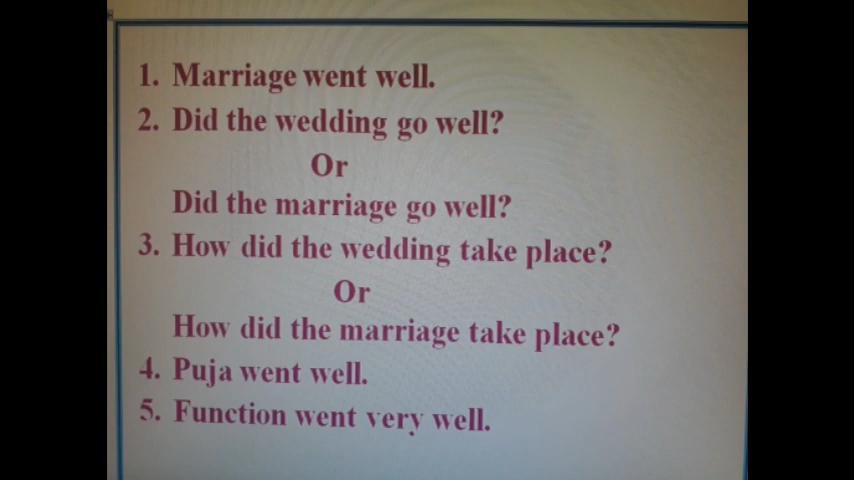 1. Marriage went well.
2. Did the wedding go well?
Or
Did the marriage go well?
3. How did the wedding take place?
Or
How did the marriage take place?
4. Puja went well.
5. Function went very well.